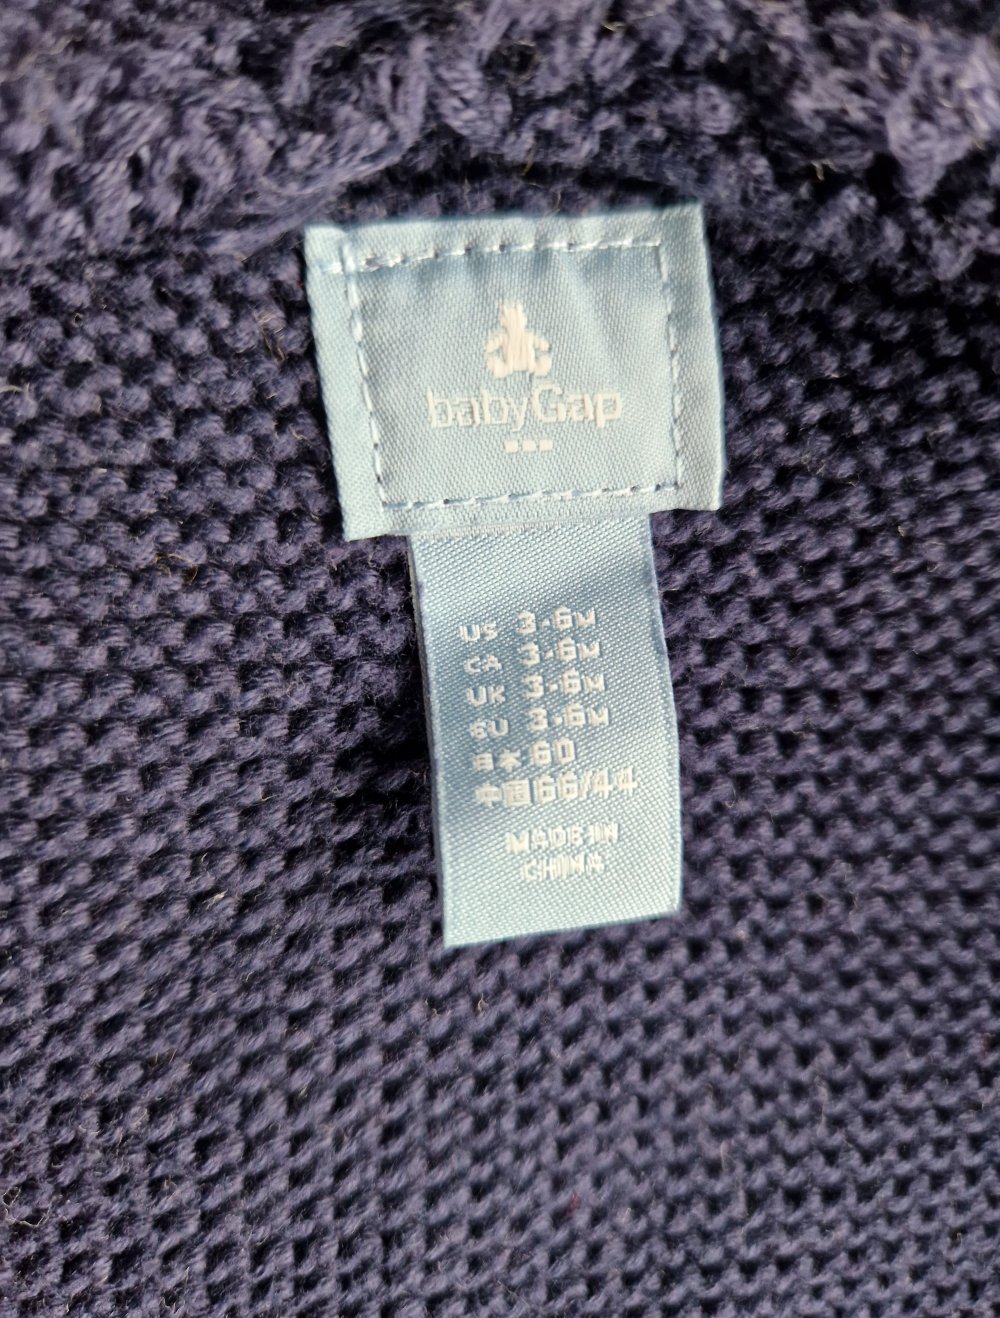 babyGap
US 3-6M
CA 3-6M
UK 3-6M
EU 3-6M
日本 60
中国 66/44
MADE IN
CHINA